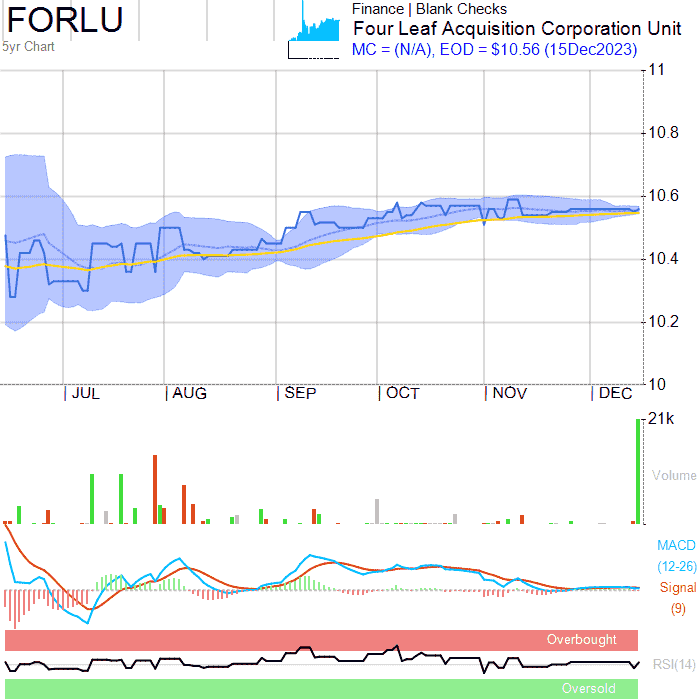 FORLU
5yr Chart
Finance | Blank Checks
Four Leaf Acquisition Corporation Unit
MC = (N/A), EOD = $10.56 (15Dec2023)
11
10.8
10.6
10.4
10.2
10
JUL AUG SEP OCT NOV DEC
21k
Volume
MACD
(12-26)
Signal
(9)
Overbought
RSI(14)
Oversold